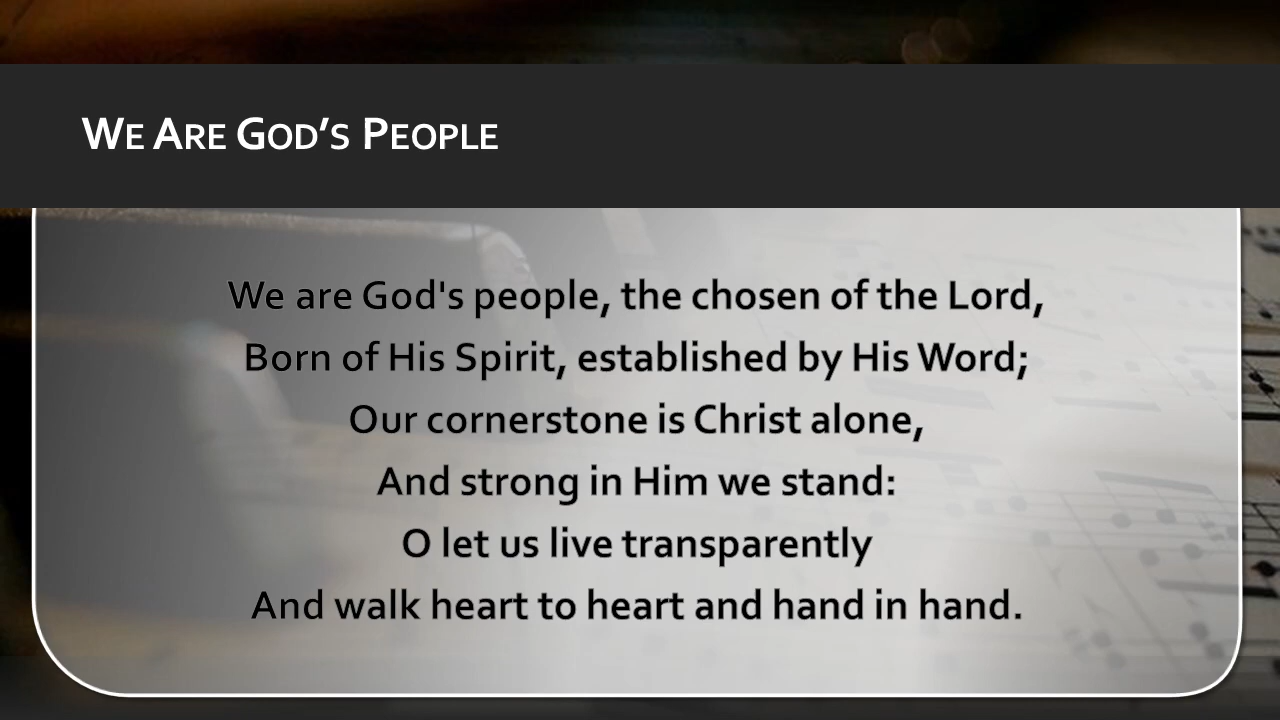 We Are God’s People
We are God's people, the chosen of the Lord,
Born of His Spirit, established by His Word;
Our cornerstone is Christ alone,
And strong in Him we stand:
O let us live transparently
And walk heart to heart and hand in hand.